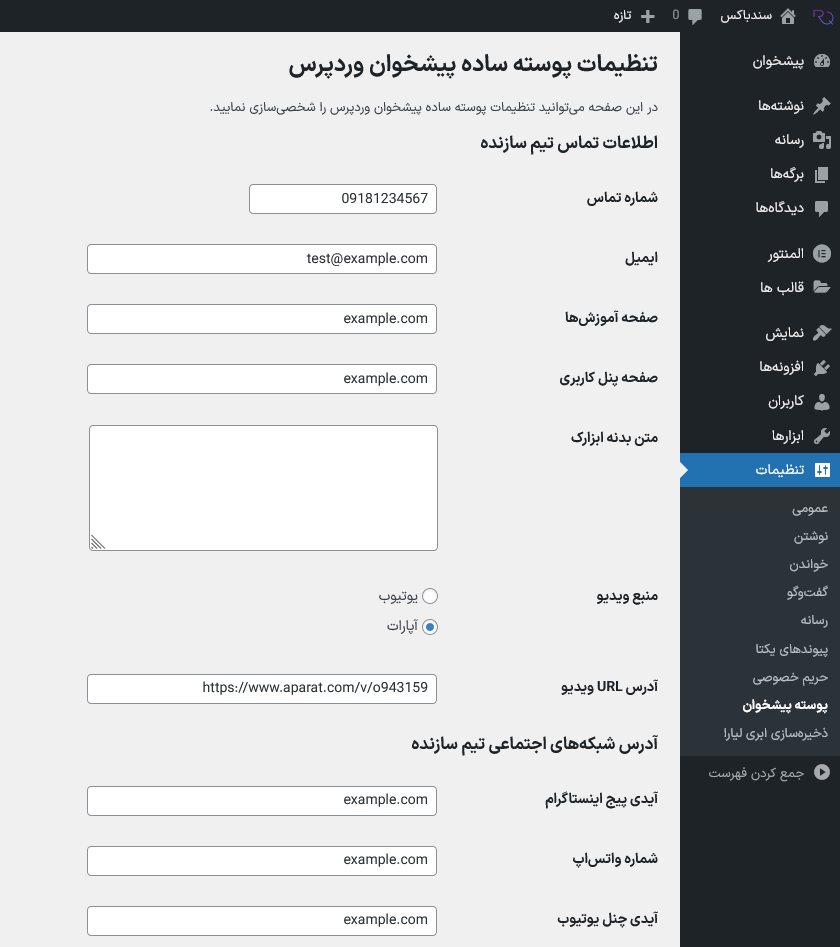 سندباکس
0
تازه
پیشخوان
نوشته‌ها
رسانه
برگه‌ها
دیدگاه‌ها
المنتور
قالب ها
نمایش
افزونه‌ها
کاربران
ابزارها
تنظیمات
عمومی
نوشتن
خواندن
گفت‌وگو
رسانه
پیوندهای یکتا
حریم خصوصی
پوسته پیشخوان
ذخیره‌سازی ابری لیارا
جمع کردن فهرست
تنظیمات پوسته ساده پیشخوان وردپرس
در این صفحه می‌توانید تنظیمات پوسته ساده پیشخوان وردپرس را شخصی‌سازی نمایید.
اطلاعات تماس تیم سازنده
شماره تماس
09181234567
ایمیل
test@example.com
صفحه آموزش‌ها
example.com
صفحه پنل کاربری
example.com
متن بدنه ابزارک
منبع ویدیو
یوتیوب
آپارات
آدرس URL ویدیو
https://www.aparat.com/v/o943159
آدرس شبکه‌های اجتماعی تیم سازنده
آیدی پیج اینستاگرام
example.com
شماره واتس‌اپ
example.com
آیدی چنل یوتیوب
example.com